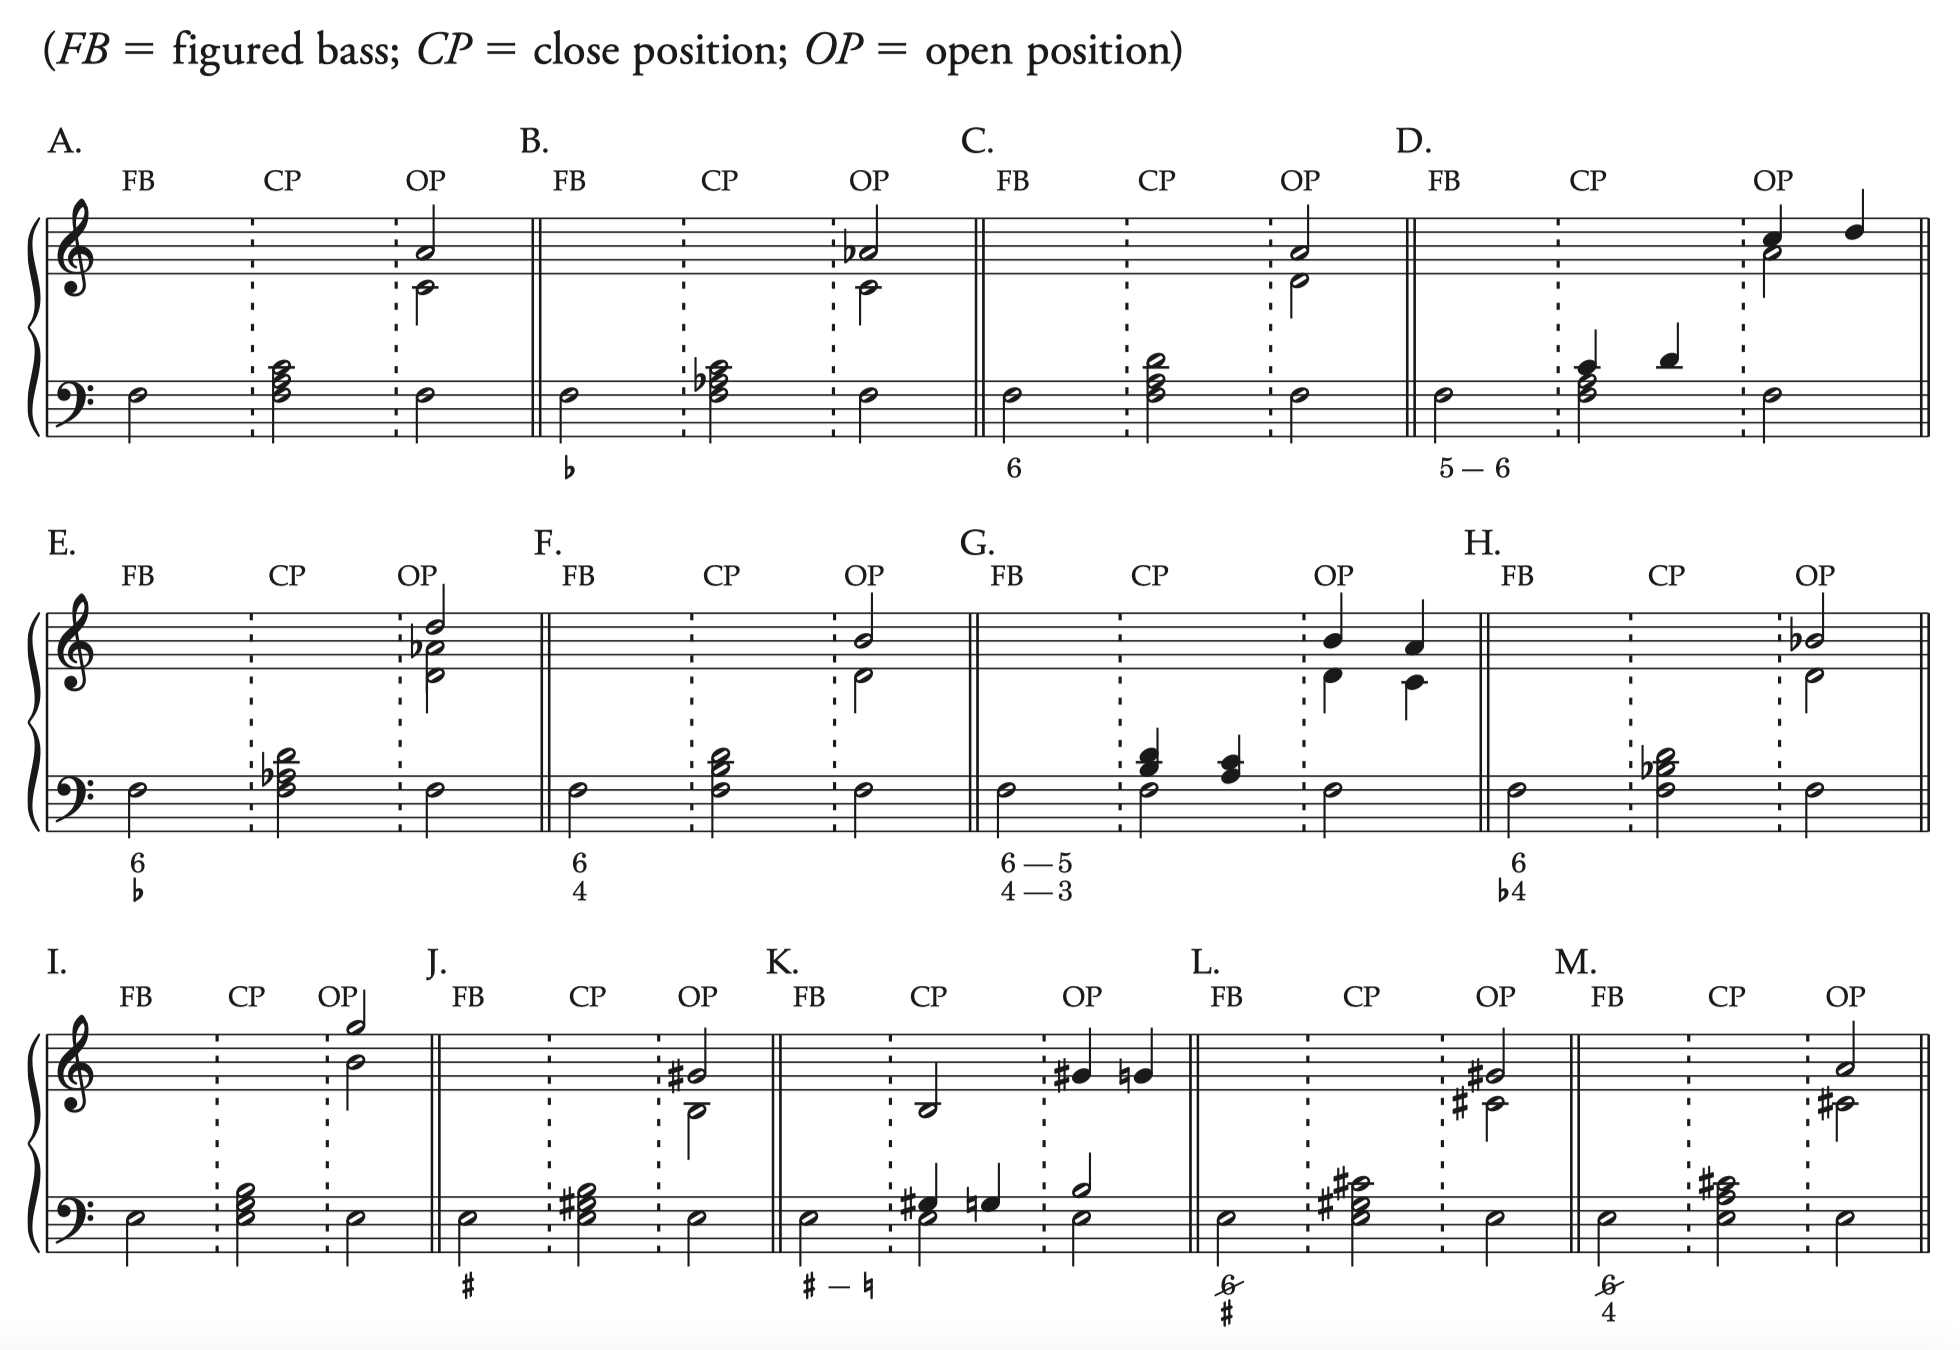 (FB = figured bass; CP = close position; OP = open position)
A. B. C. D.
FB CP OP FB CP OP FB CP OP FB CP OP
♭ 6 5 — 6
E. F. G. H.
FB CP OP FB CP OP FB CP OP FB CP OP
6 6 6 — 5 6
♭ 4 4 — 3 ♭4
I. J. K. L. M.
FB CP OP FB CP OP FB CP OP FB CP OP FB CP OP
♯ ♯ — ♮ 6̸ 6̸
♯ 4